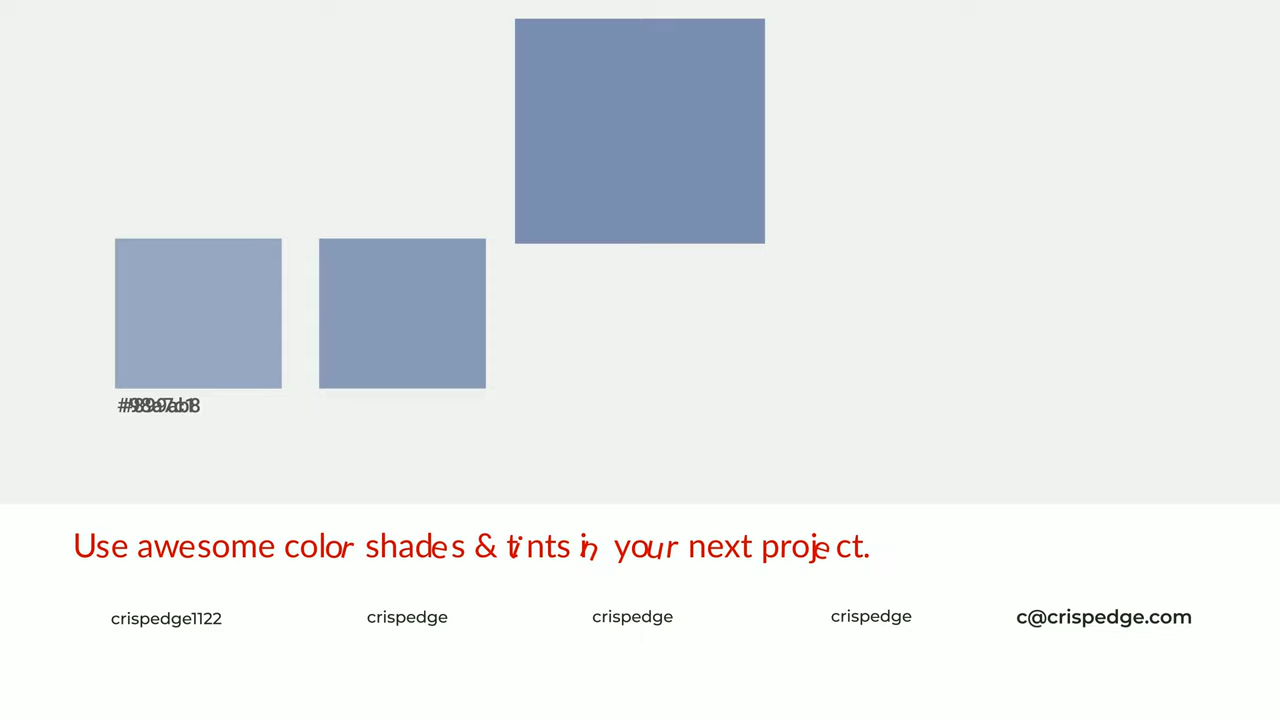 Use awesome color shades & tints in your next project.
crispedge1122 crispedge crispedge crispedge c@crispedge.com